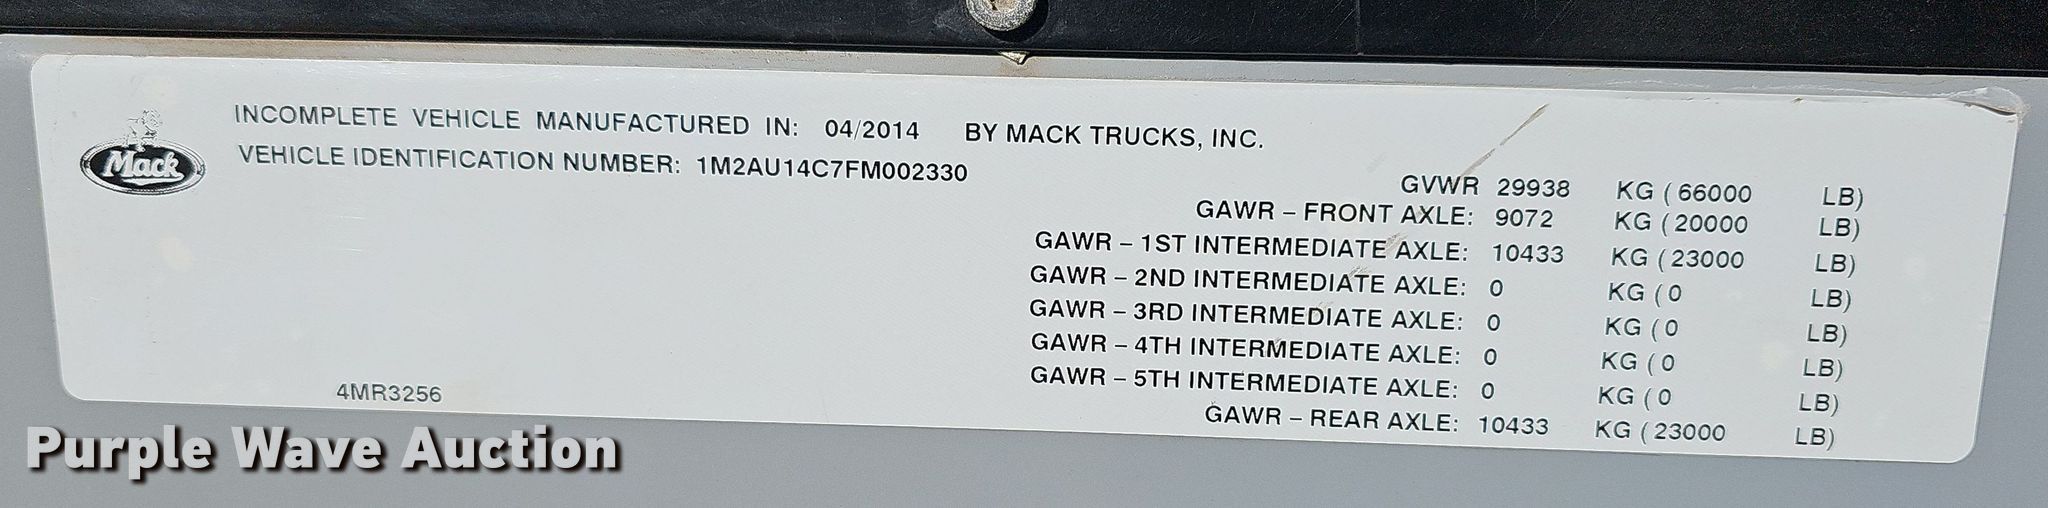 Mack
INCOMPLETE VEHICLE MANUFACTURED IN: 04/2014 BY MACK TRUCKS, INC.
VEHICLE IDENTIFICATION NUMBER: 1M2AU14C7FM002330
GVWR 29938 KG (66000 LB)
GAWR – FRONT AXLE: 9072 KG (20000 LB)
GAWR – 1ST INTERMEDIATE AXLE: 10433 KG (23000 LB)
GAWR – 2ND INTERMEDIATE AXLE: 0 KG (0 LB)
GAWR – 3RD INTERMEDIATE AXLE: 0 KG (0 LB)
GAWR – 4TH INTERMEDIATE AXLE: 0 KG (0 LB)
GAWR – 5TH INTERMEDIATE AXLE: 0 KG (0 LB)
GAWR – REAR AXLE: 10433 KG (23000 LB)
4MR3256
Purple Wave Auction